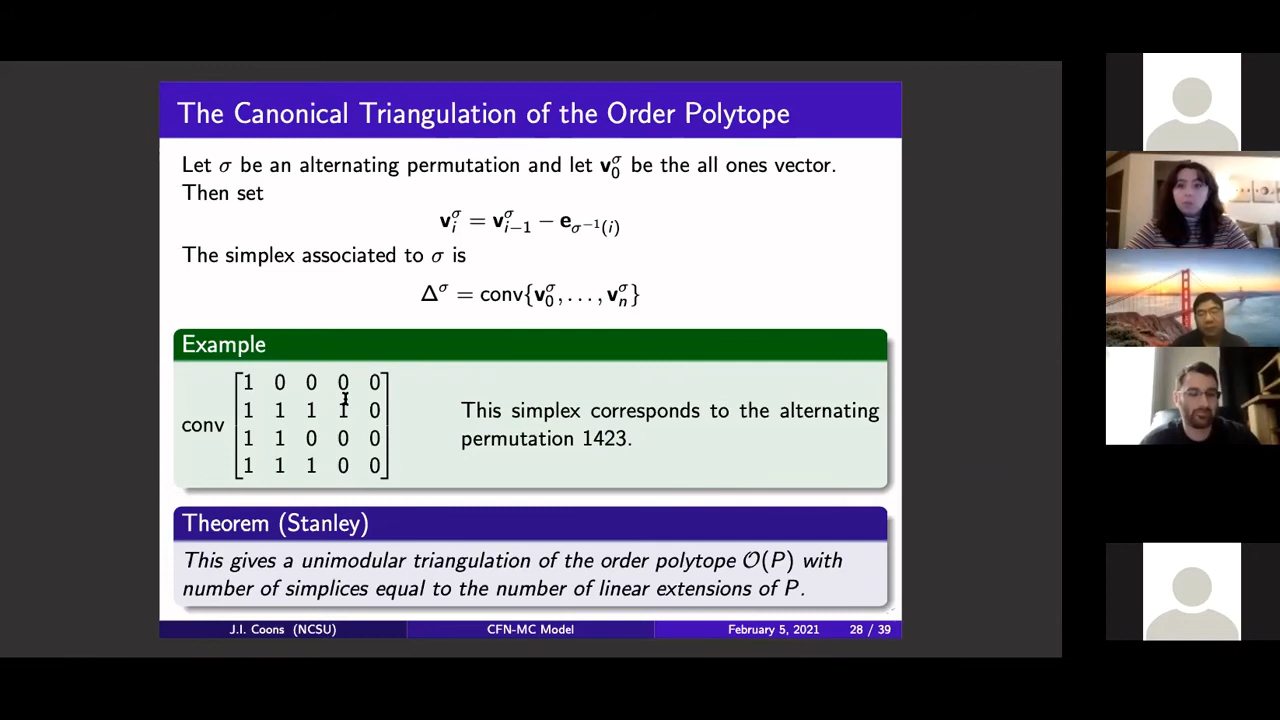 The Canonical Triangulation of the Order Polytope
Let σ be an alternating permutation and let v₀^σ be the all ones vector.
Then set
vᵢ^σ = vᵢ₋₁^σ − e_{σ⁻¹(i)}
The simplex associated to σ is
Δ^σ = conv{v₀^σ, . . . , vₙ^σ}
Example
conv
1 0 0 0 0
1 1 1 1 0
1 1 0 0 0
1 1 1 0 0
This simplex corresponds to the alternating
permutation 1423.
Theorem (Stanley)
This gives a unimodular triangulation of the order polytope O(P) with
number of simplices equal to the number of linear extensions of P.
J.I. Coons (NCSU) CFN-MC Model February 5, 2021 28 / 39